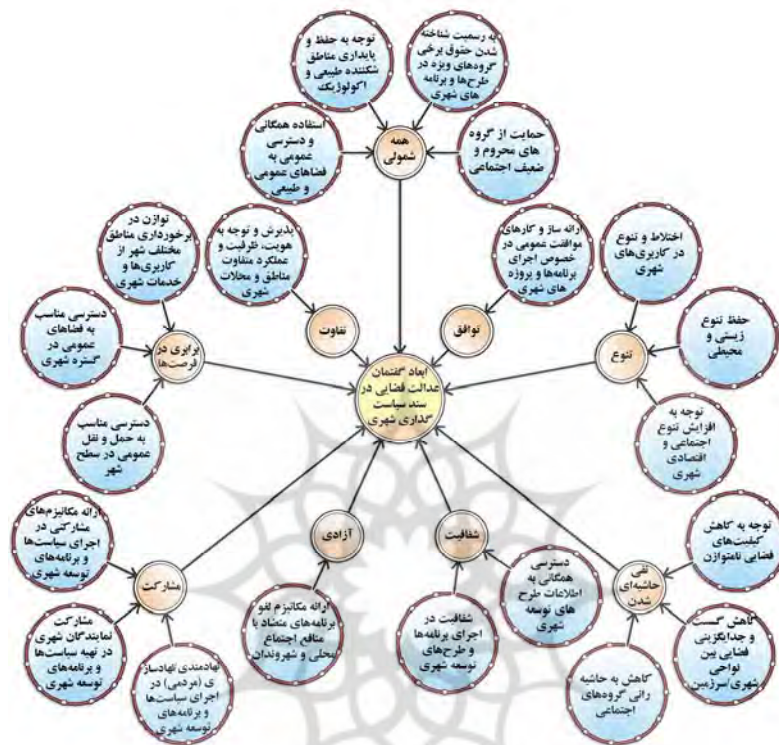 توجه به حفظ و
پایداری مناطق
شکننده طبیعی و
اکولوژیک
به رسمیت شناخته
شدن حقوق برخی
گروه‌های ویژه در
طرح‌ها و برنامه
های شهری
استفاده همگانی
و دسترسی
عمومی به
فضاهای عمومی
و طبیعی
همه
شمولی
حمایت از گروه
های محروم و
ضعیف اجتماعی
توازن در
برخورداری مناطق
مختلف شهر از
کاربری‌ها و
خدمات شهری
پذیرش و توجه به
هویت، ظرفیت و
عملکرد متفاوت
مناطق و محلات
شهری
ارائه ساز و کارهای
موافقت عمومی در
خصوص اجرای
برنامه‌ها و پروژه
های شهری
اختلاط و تنوع
در کاربری‌های
شهری
دسترسی مناسب
به فضاهای
عمومی در
گستره شهری
برابری در
فرصت‌ها
تفاوت
توافق
تنوع
حفظ تنوع
زیستی و
محیطی
ابعاد گفتمان
عدالت فضایی در
سند سیاست
گذاری شهری
دسترسی مناسب
به حمل و نقل
عمومی در سطح
شهر
توجه به
افزایش تنوع
اجتماعی و
اقتصادی
شهری
ارائه مکانیزم‌های
مشارکتی در
اجرای سیاست‌ها
و برنامه‌های
توسعه شهری
مشارکت
آزادی
شفافیت
نفی
حاشیه‌ای
شدن
توجه به کاهش
کیفیت‌های
فضایی نامتوازن
مشارکت
نمایندگان شهری
در تهیه سیاست‌ها
و برنامه‌های
توسعه شهری
نهادمندی نهادساز
ی (مردمی) در
اجرای سیاست‌ها
و برنامه‌های
توسعه شهری
ارائه مکانیزم لغو
برنامه‌های متضاد با
منافع اجتماع
محلی و شهروندان
شفافیت در
اجرای برنامه‌ها
و طرح‌های
توسعه شهری
دسترسی
همگانی به
اطلاعات طرح
های توسعه
شهری
کاهش به حاشیه
رانی گروه‌های
اجتماعی
کاهش گسست
و جدایگزینی
فضایی بین
نواحی
شهری/سرزمین